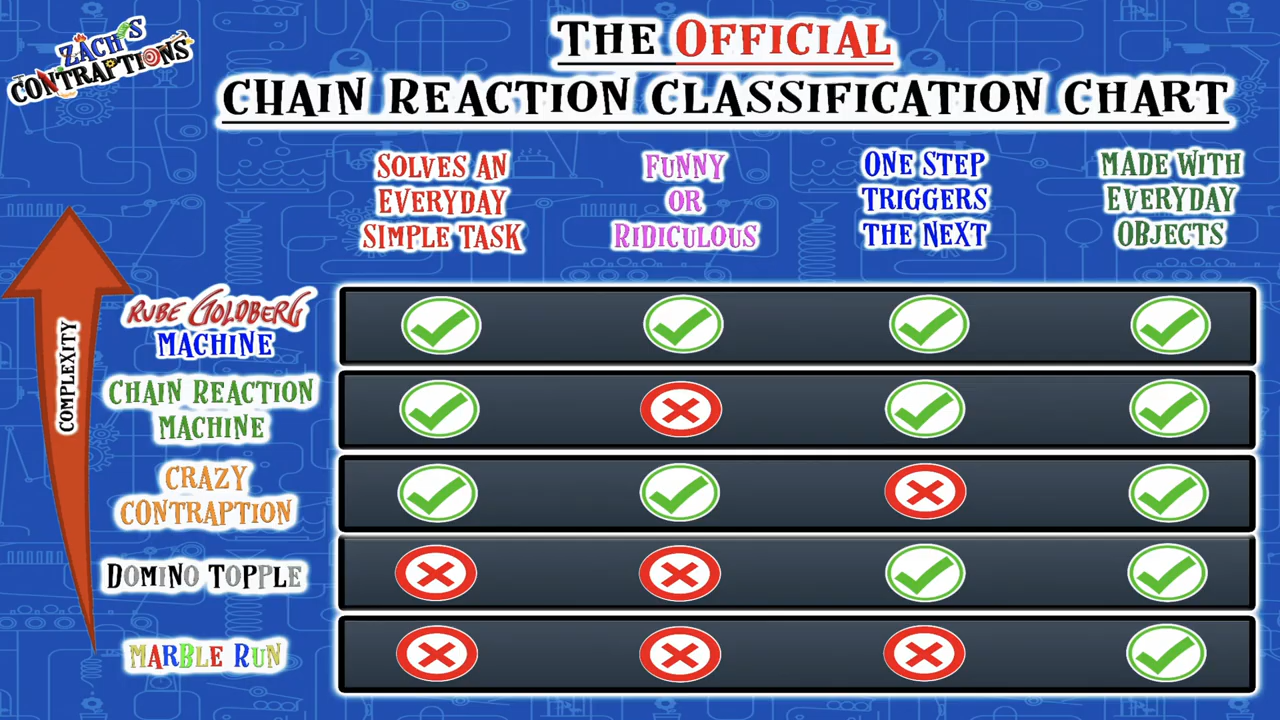 ZACH'S
CONTRAPTIONS
THE OFFICIAL
CHAIN REACTION CLASSIFICATION CHART
SOLVES AN
EVERYDAY
SIMPLE TASK
FUNNY
OR
RIDICULOUS
ONE STEP
TRIGGERS
THE NEXT
MADE WITH
EVERYDAY
OBJECTS
COMPLEXITY
RUBE GOLDBERG
MACHINE
CHAIN REACTION
MACHINE
CRAZY
CONTRAPTION
DOMINO TOPPLE
MARBLE RUN